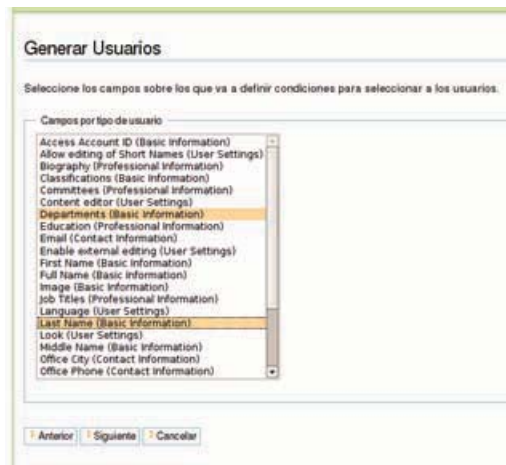 Generar Usuarios
Seleccione los campos sobre los que va a definir condiciones para seleccionar a los usuarios.
Campos por tipo de usuario
Access Account ID (Basic Information)
Allow editing of Short Names (User Settings)
Biography (Professional Information)
Classifications (Basic Information)
Committees (Professional Information)
Content editor (User Settings)
Departments (Basic Information)
Education (Professional Information)
Email (Contact Information)
Enable external editing (User Settings)
First Name (Basic Information)
Full Name (Basic Information)
Image (Basic Information)
Job Titles (Professional Information)
Language (User Settings)
Last Name (Basic Information)
Look (User Settings)
Middle Name (Basic Information)
Office City (Contact Information)
Office Phone (Contact Information)
Anterior Siguiente Cancelar